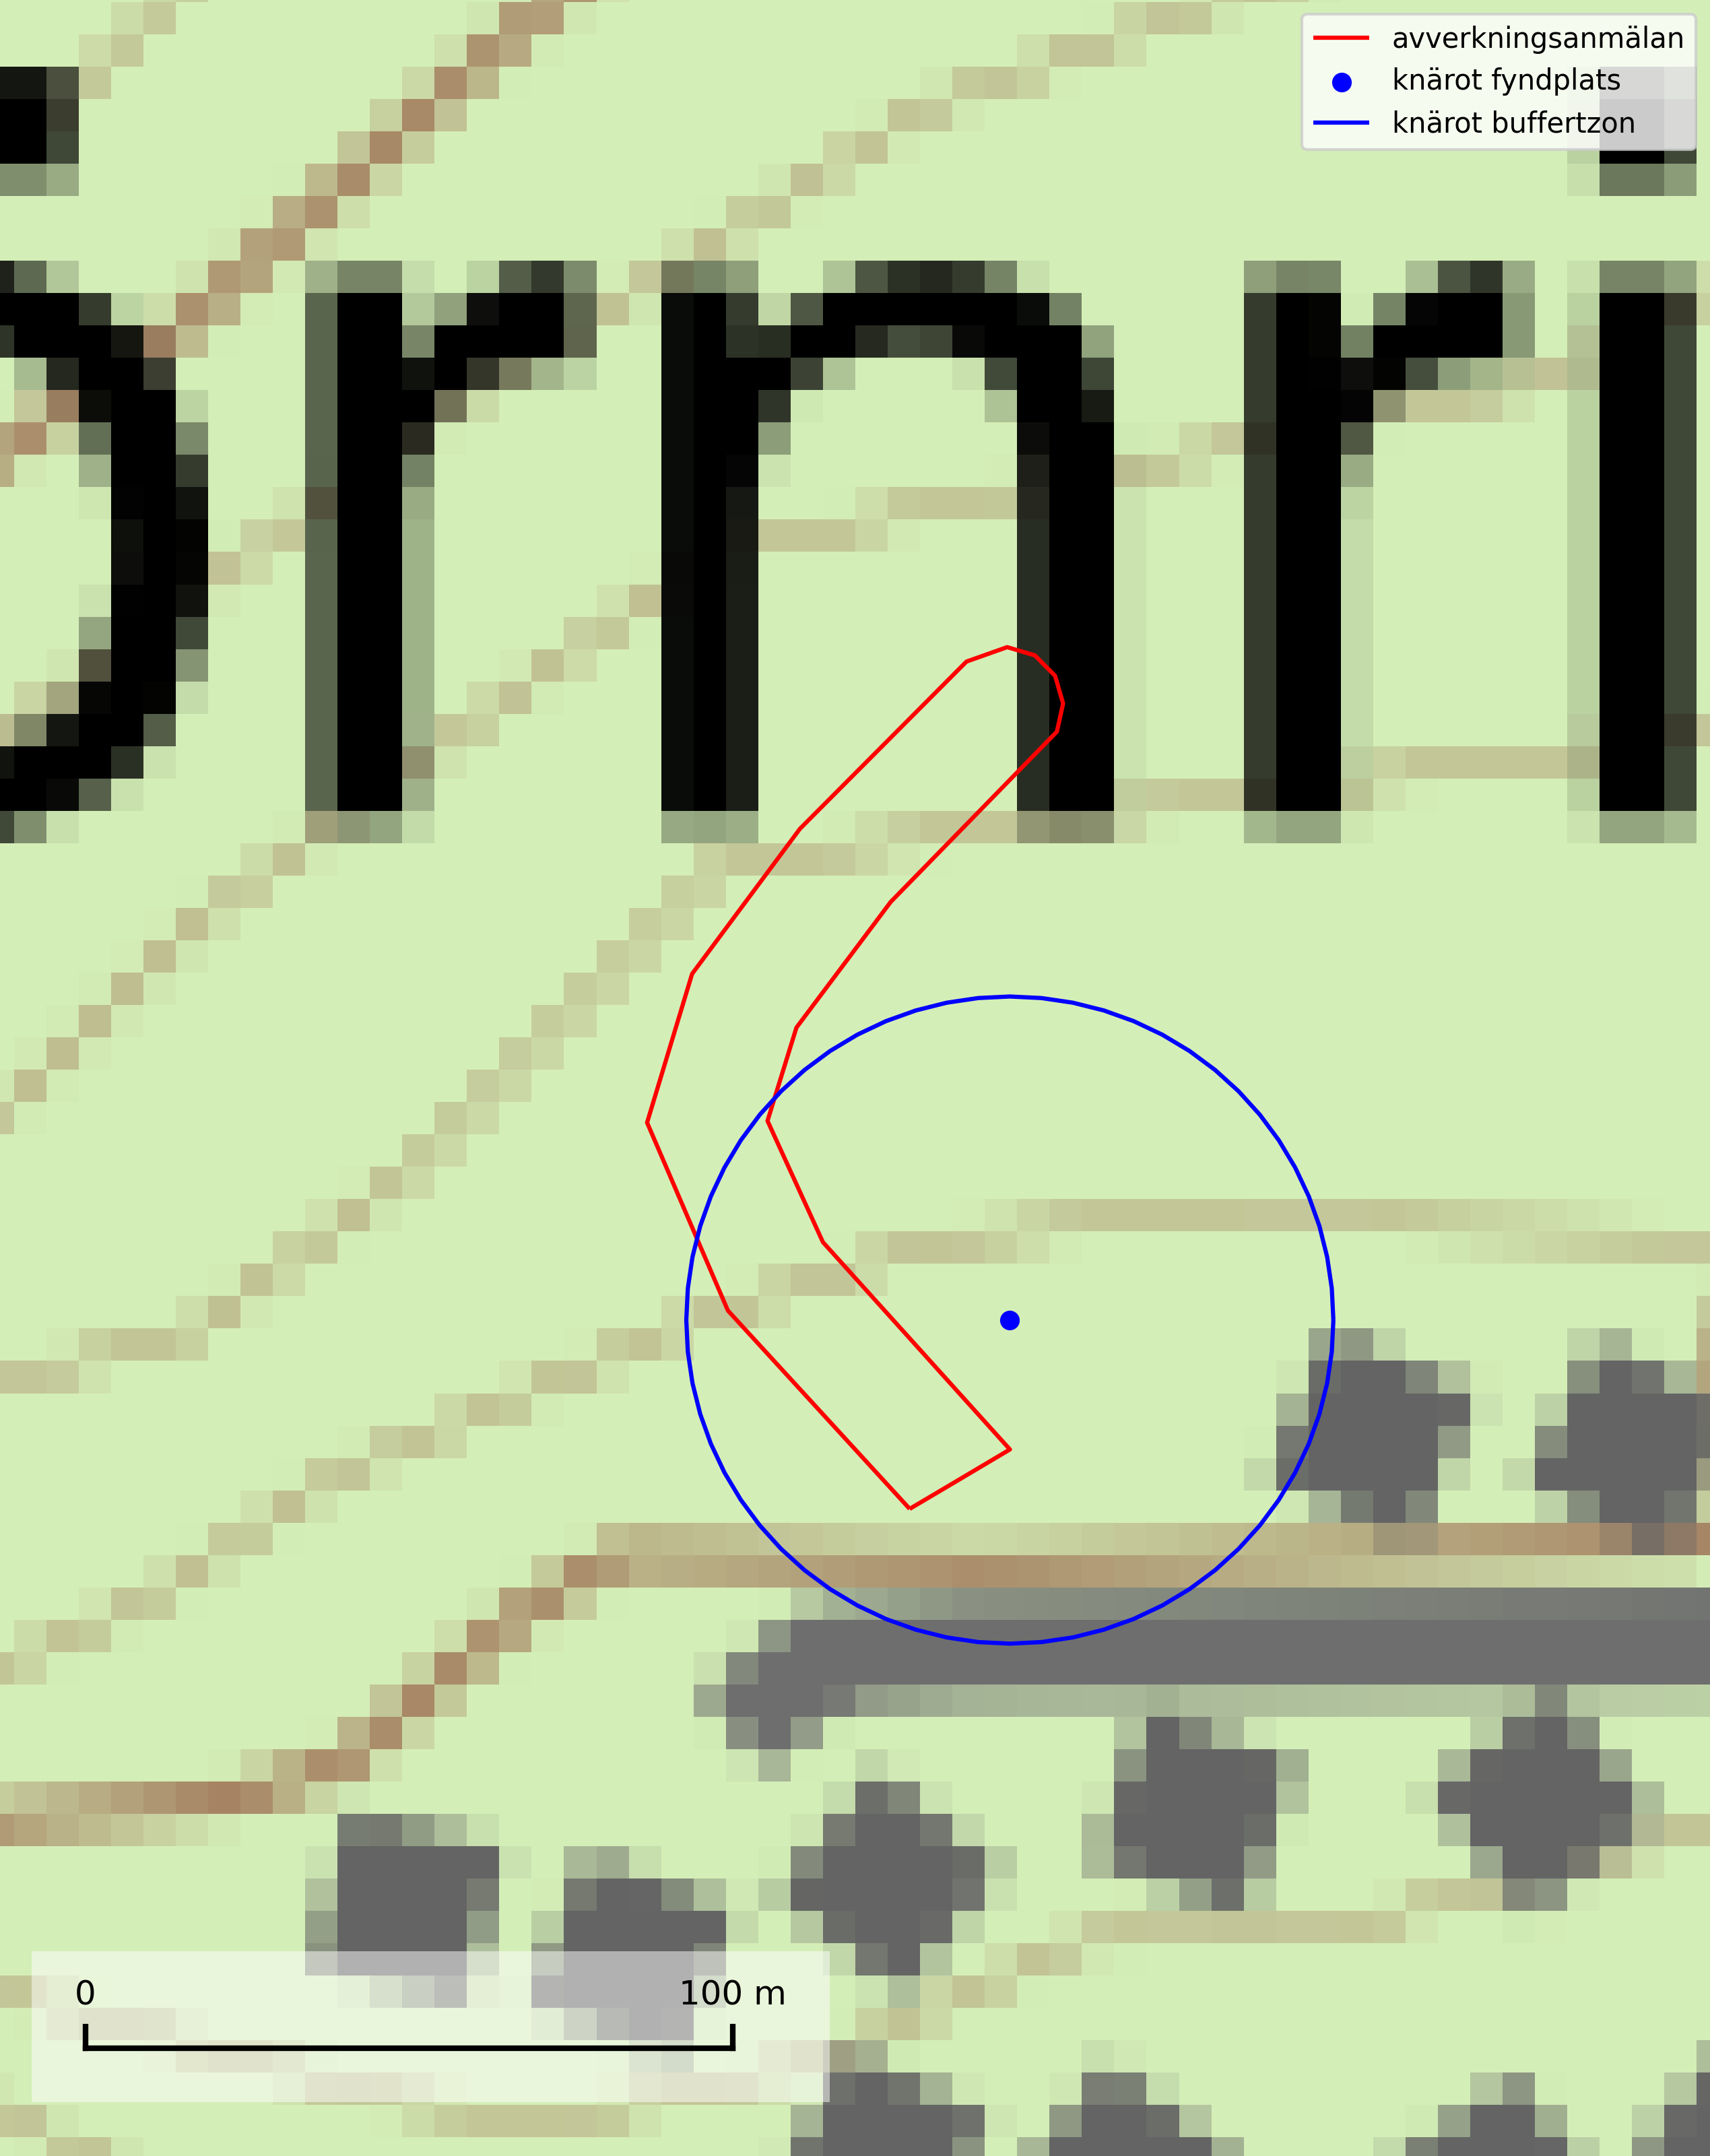 avverkningsanmälan
knärot fyndplats
knärot buffertzon
0 100 m